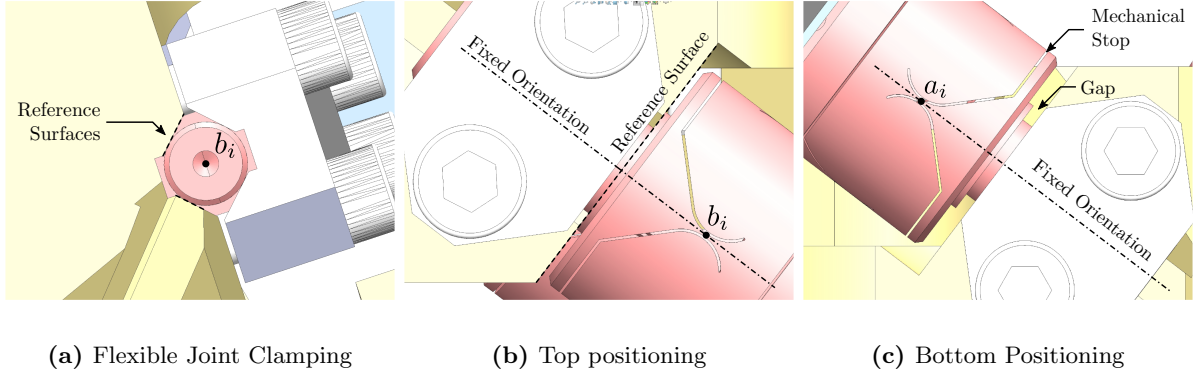 Reference
Surfaces
b_i
Fixed Orientation
Reference Surface
b_i
Mechanical
Stop
a_i
Gap
Fixed Orientation
(a) Flexible Joint Clamping
(b) Top positioning
(c) Bottom Positioning